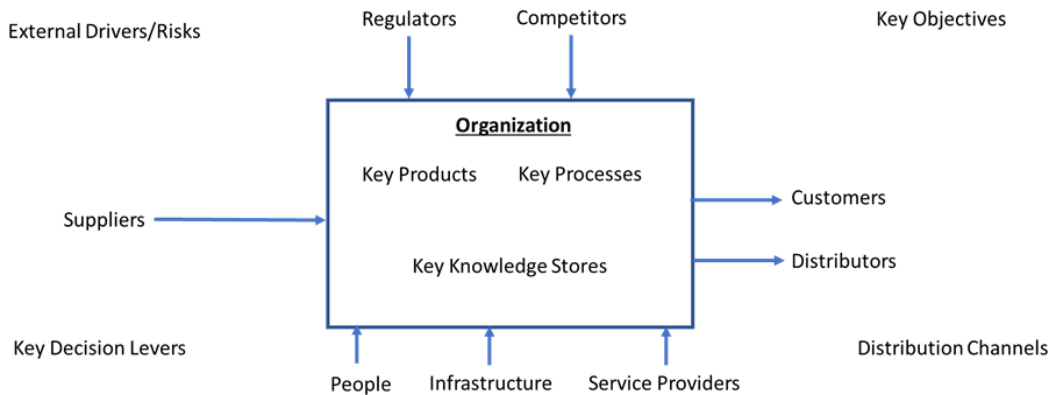 External Drivers/Risks
Regulators
Competitors
Key Objectives
Organization
Key Products
Key Processes
Suppliers
Customers
Key Knowledge Stores
Distributors
Key Decision Levers
People
Infrastructure
Service Providers
Distribution Channels